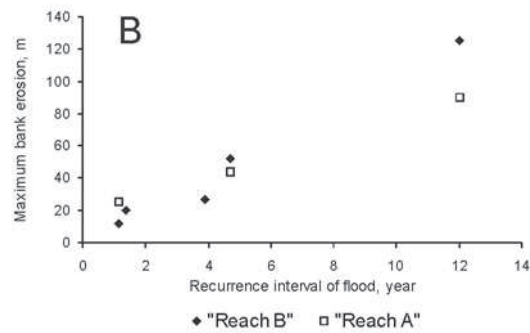 B
Maximum bank erosion, m
140
120
100
80
60
40
20
0
0 2 4 6 8 10 12 14
Recurrence interval of flood, year
"Reach B" "Reach A"